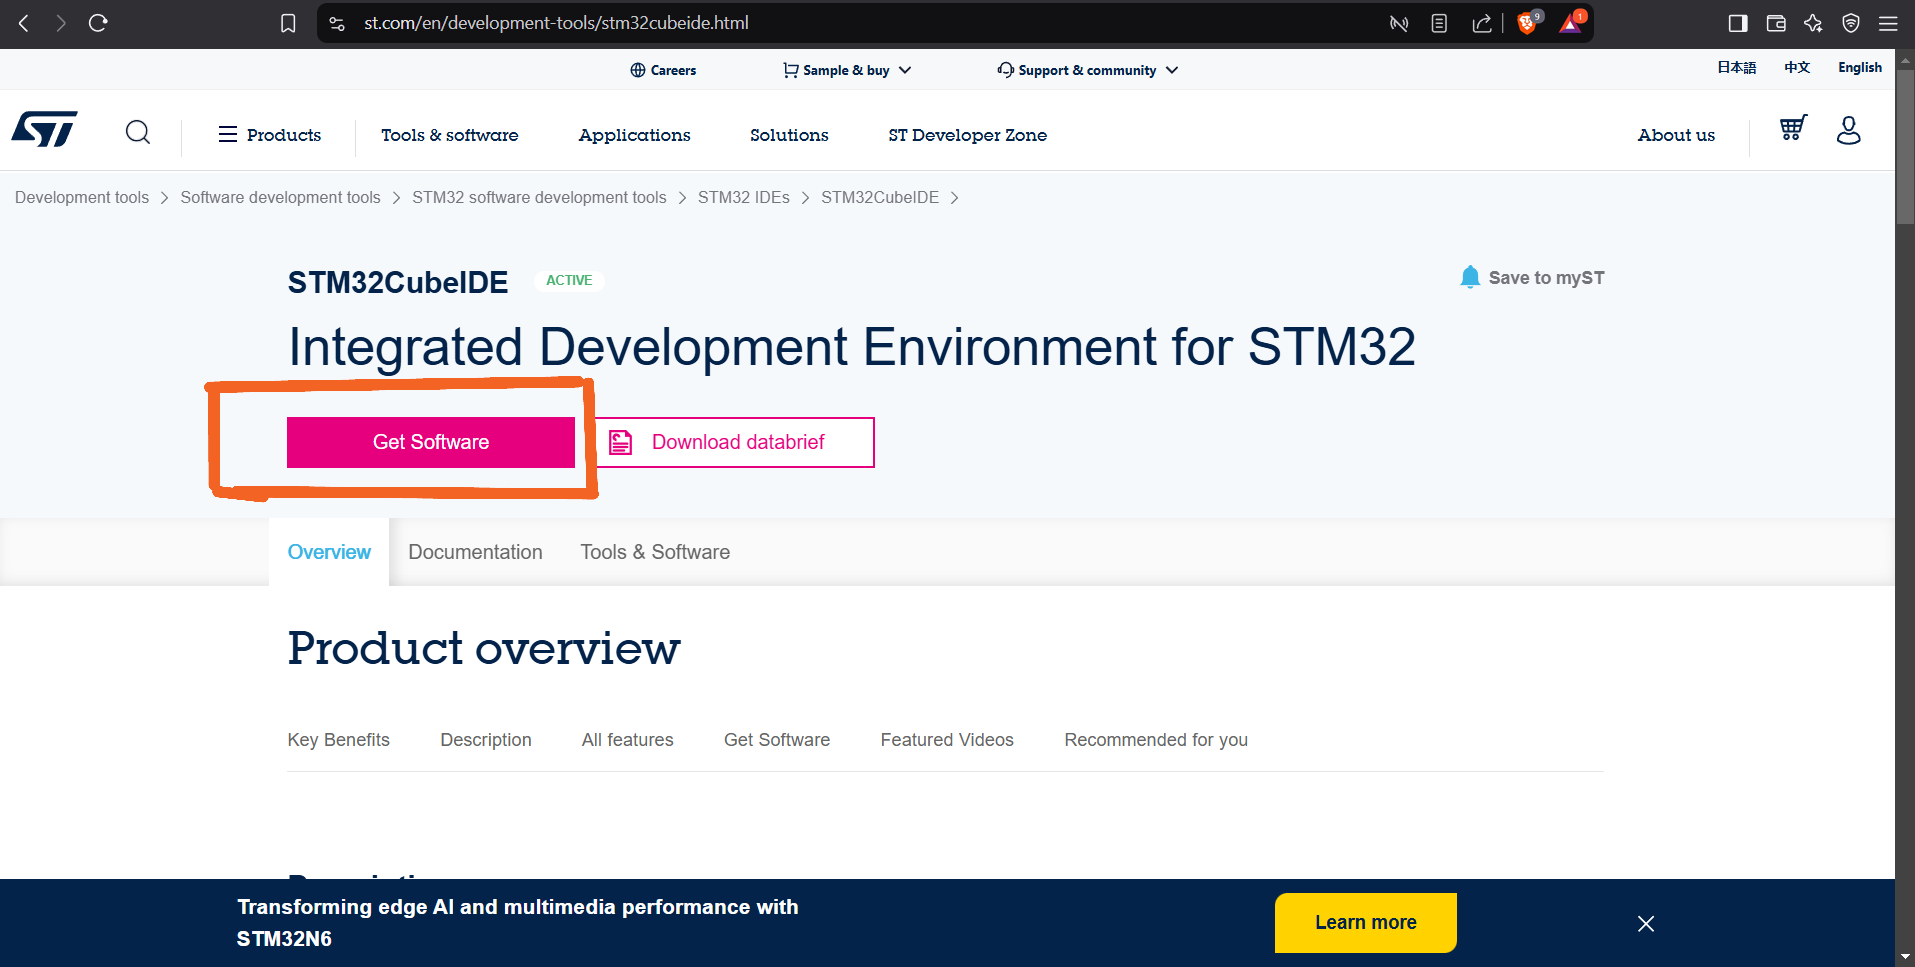 st.com/en/development-tools/stm32cubeide.html
9
1
Careers
Sample & buy
Support & community
日本語
中文
English
ST
Products
Tools & software
Applications
Solutions
ST Developer Zone
About us
Development tools > Software development tools > STM32 software development tools > STM32 IDEs > STM32CubeIDE >
STM32CubeIDE
ACTIVE
Save to myST
Integrated Development Environment for STM32
Get Software
Download databrief
Overview
Documentation
Tools & Software
Product overview
Key Benefits
Description
All features
Get Software
Featured Videos
Recommended for you
Transforming edge AI and multimedia performance with
STM32N6
Learn more